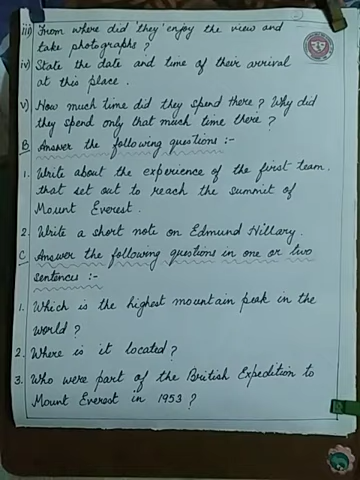 iii) From where did 'they' enjoy the view and
take photographs?
iv) State the date and time of their arrival
at this place.
v) How much time did they spend there? Why did
they spend only that much time there?
B Answer the following questions :-
1. Write about the experience of the first team
that set out to reach the summit of
Mount Everest.
2. Write a short note on Edmund Hillary.
C Answer the following questions in one or two
sentences :-
1. Which is the highest mountain peak in the
world?
2. Where is it located?
3. Who were part of the British Expedition to
Mount Everest in 1953?